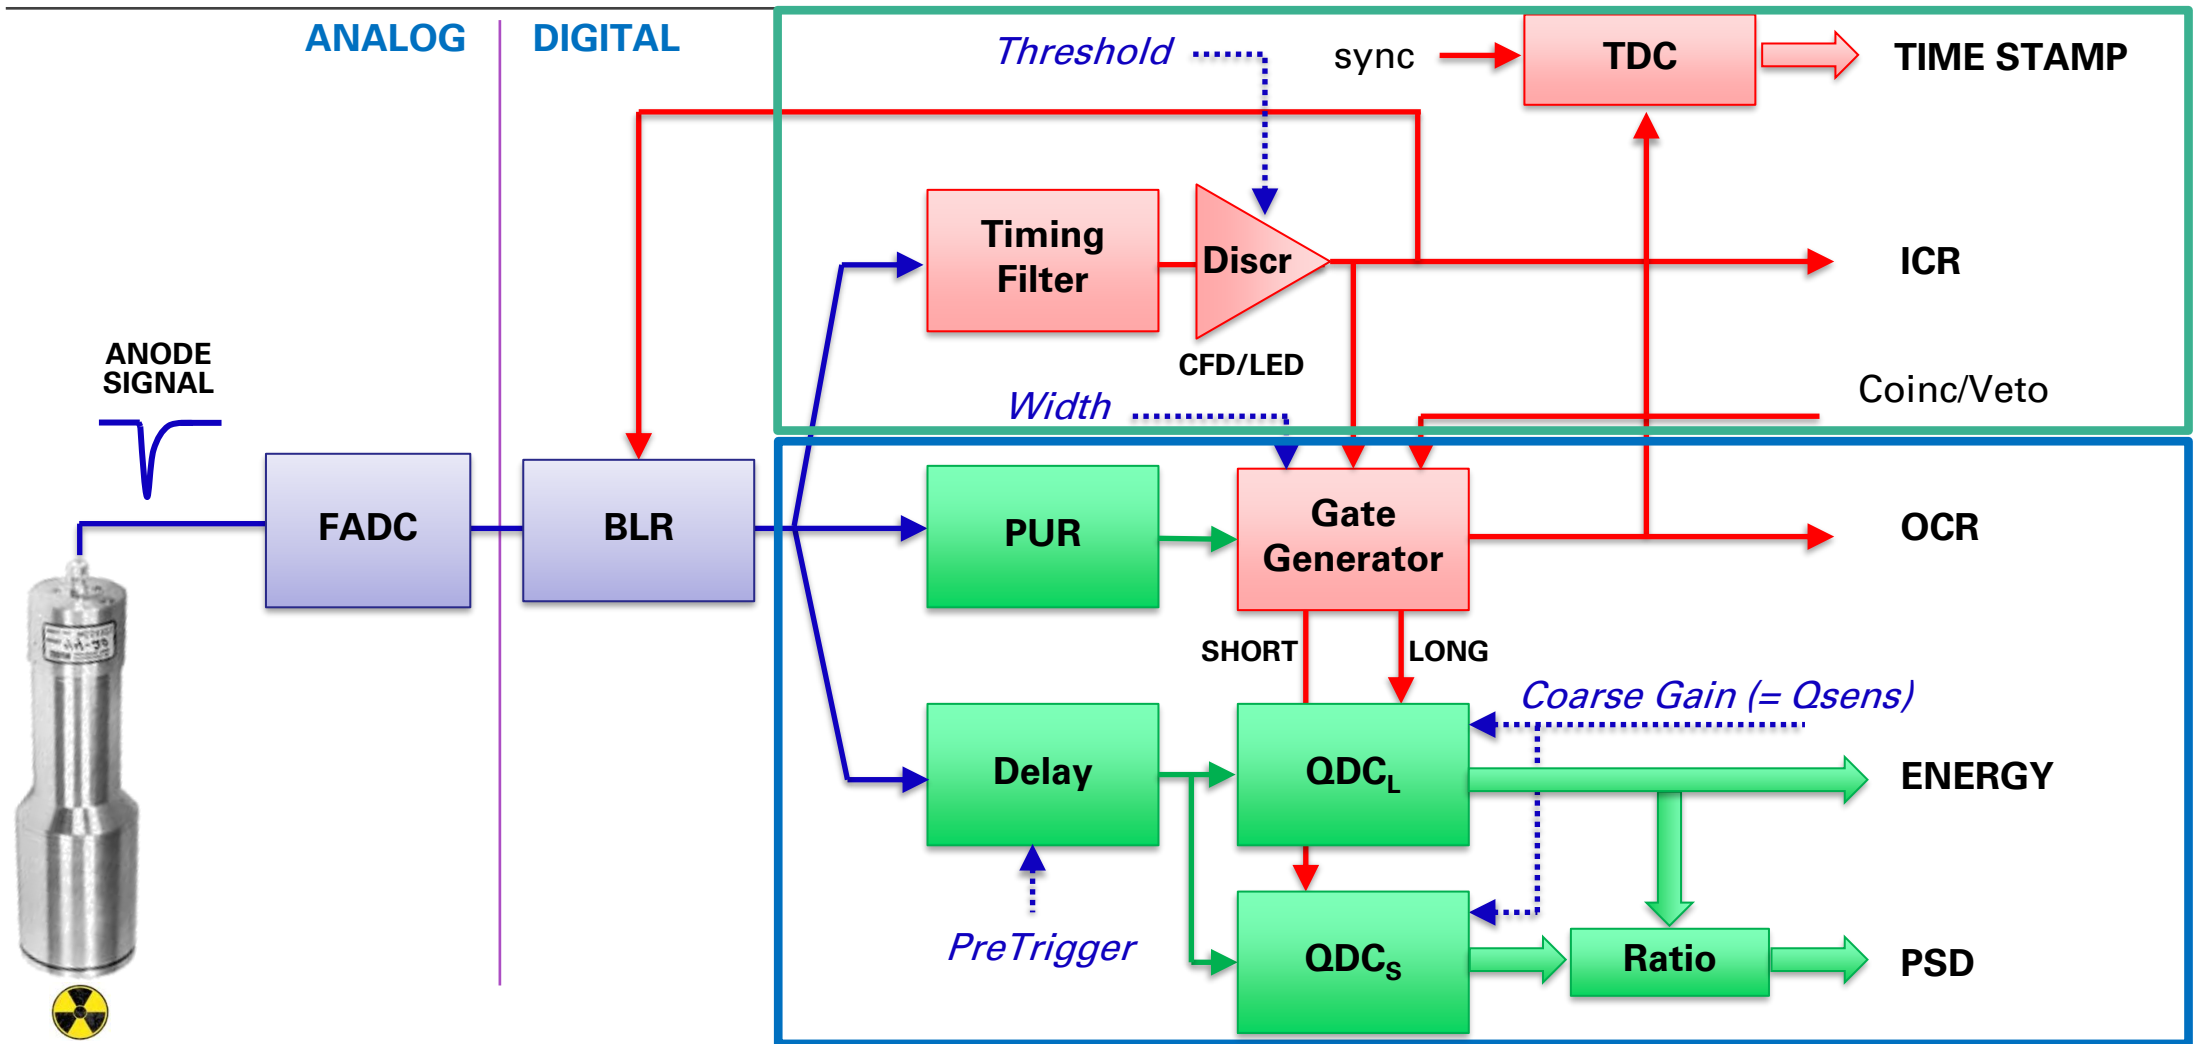 ANALOG
DIGITAL
Threshold
sync
TDC
TIME STAMP
Timing
Filter
Discr
ICR
CFD/LED
ANODE
SIGNAL
Width
Coinc/Veto
FADC
BLR
PUR
Gate
Generator
OCR
SHORT
LONG
Coarse Gain (= Qsens)
Delay
QDCL
ENERGY
PreTrigger
QDCS
Ratio
PSD